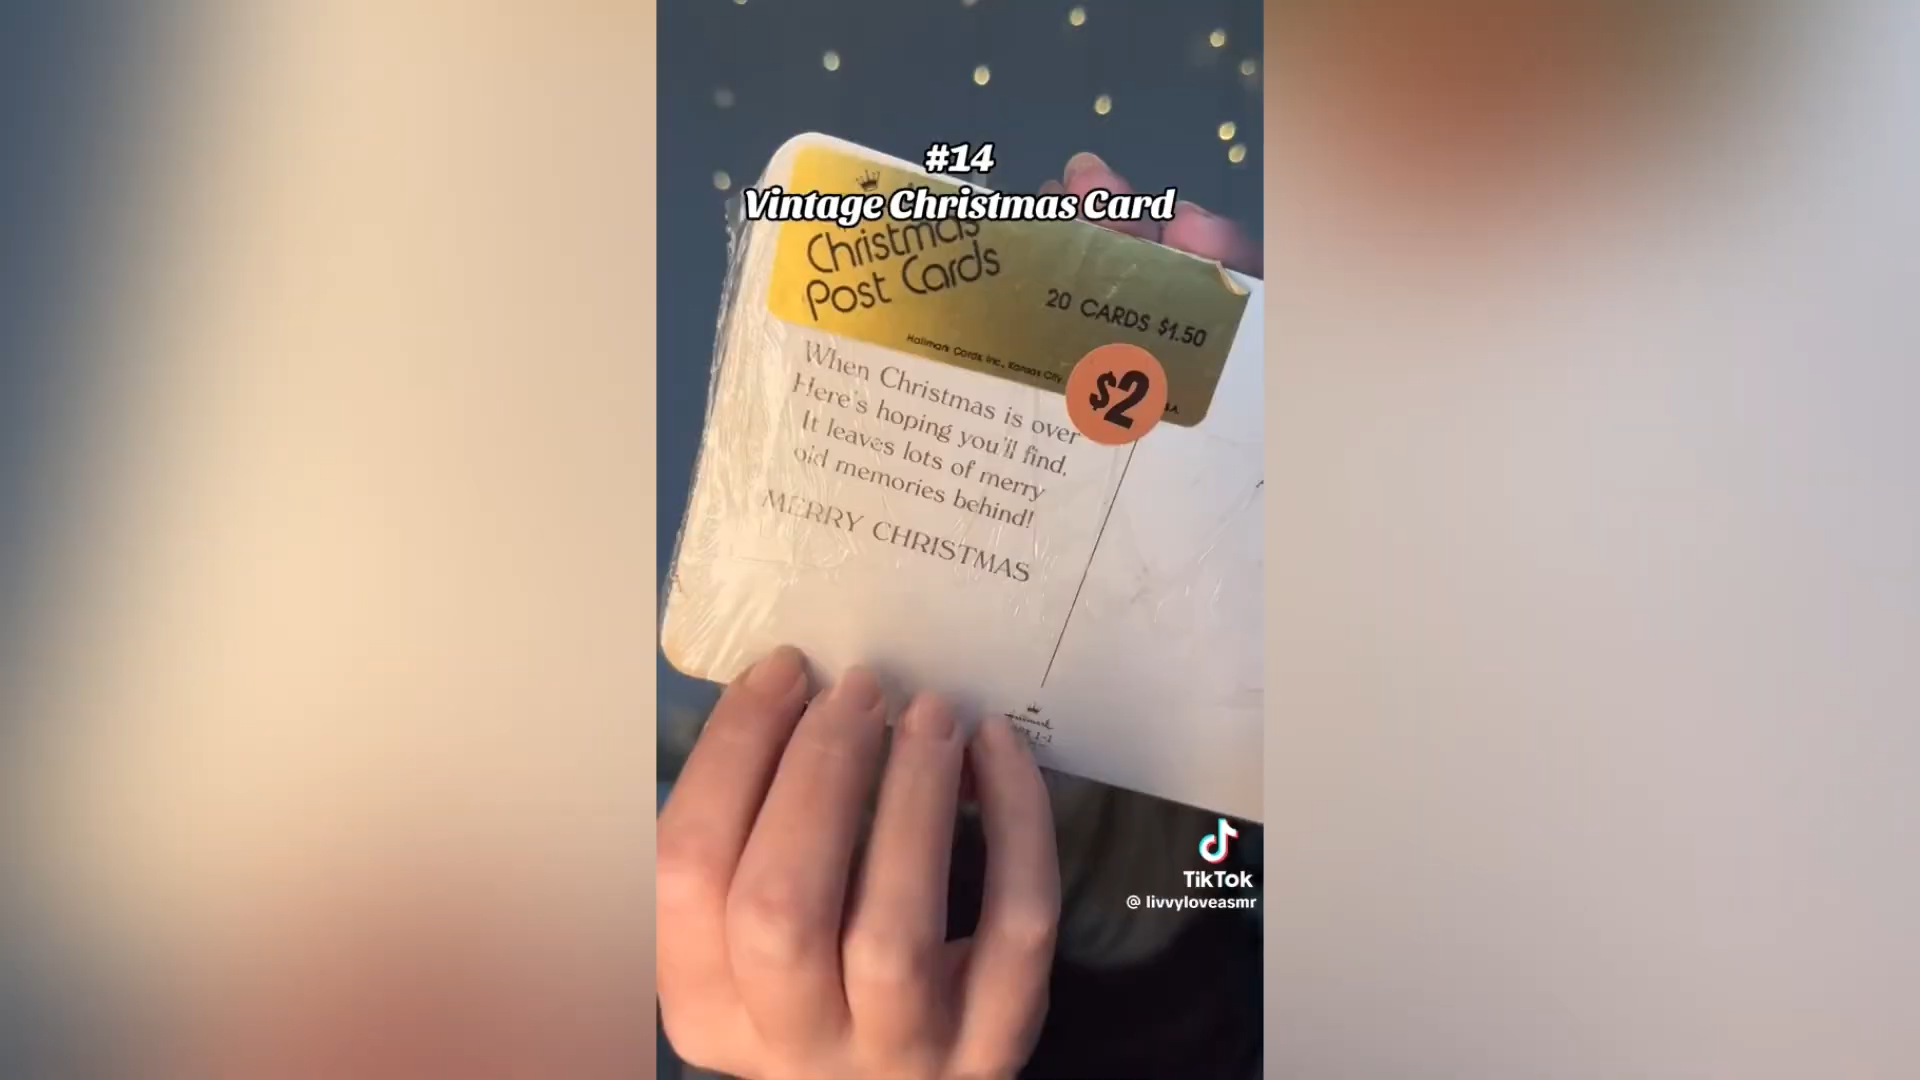 #14
Vintage Christmas Card
Christmas
Post Cards
20 CARDS $1.50
Hallmark Cards, Inc., Kansas City,
$2
When Christmas is over
Here's hoping you'll find,
It leaves lots of merry
old memories behind!
MERRY CHRISTMAS
Hallmark
TikTok
@ livvyloveasmr